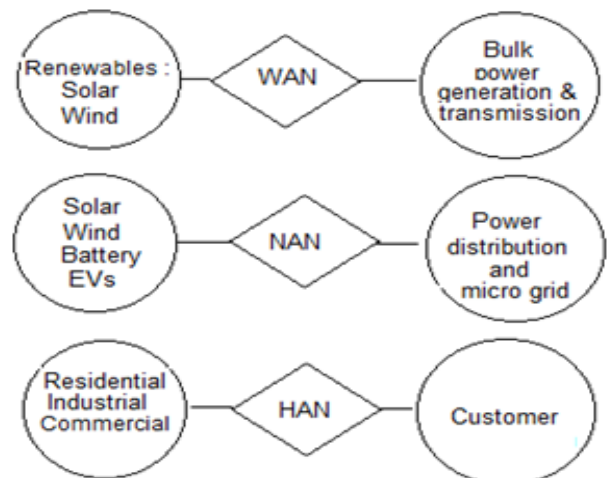 Renewables :
Solar
Wind
WAN
Bulk
power
generation &
transmission
Solar
Wind
Battery
EVs
NAN
Power
distribution
and
micro grid
Residential
Industrial
Commercial
HAN
Customer